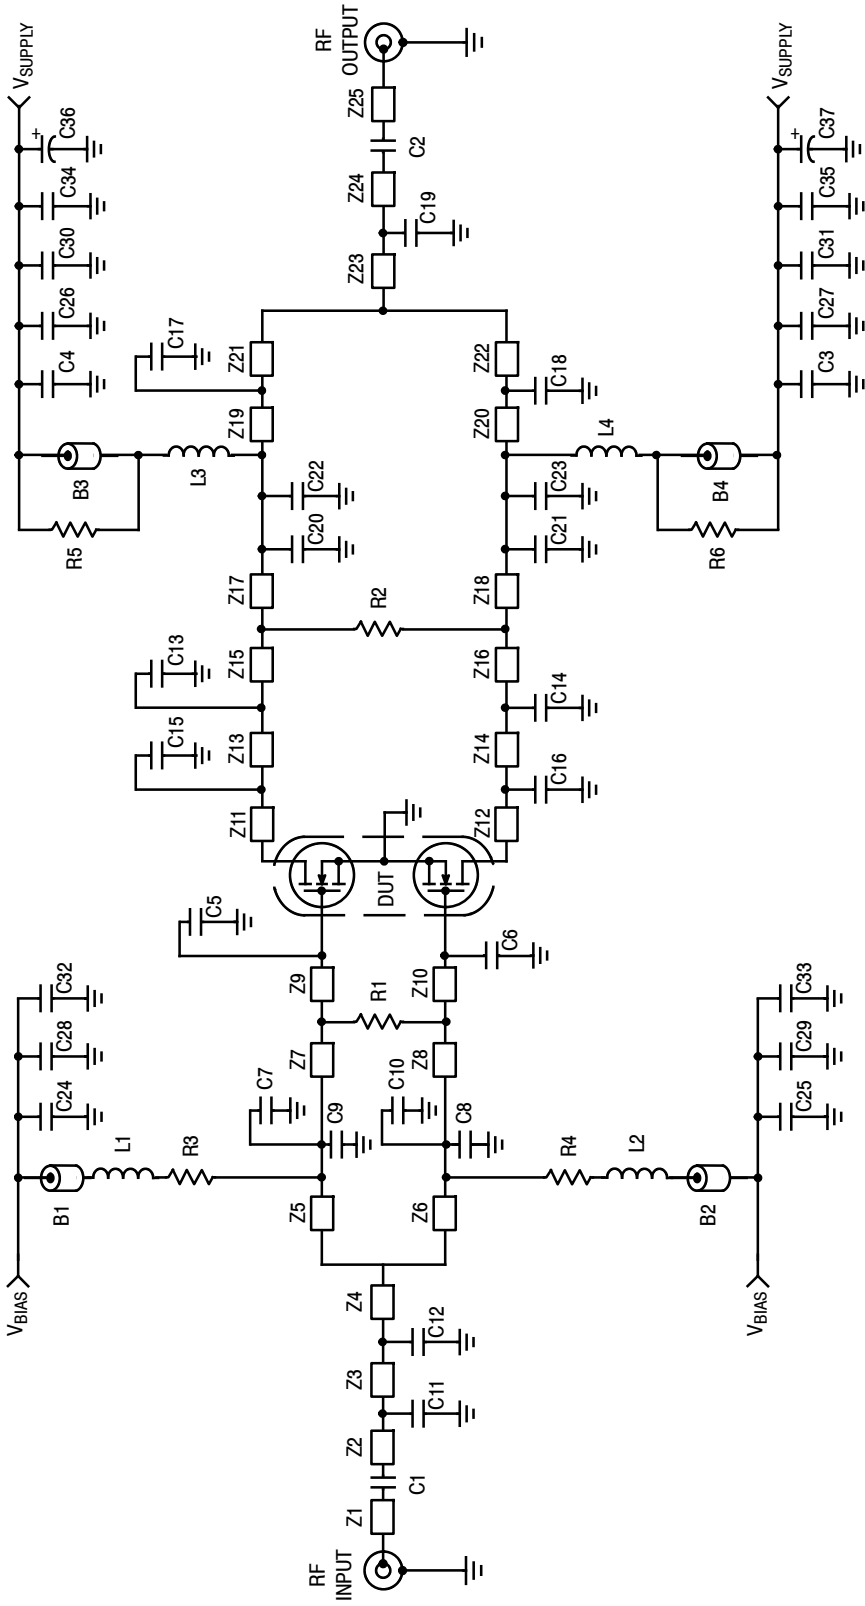 V_SUPPLY
C36
C34
C30
C26
C4
B3
R5
L3
RF
OUTPUT
Z25
C2
Z24
C19
Z23
C17
Z21
Z19
C22
C20
Z17
C13
Z15
C15
Z13
Z11
R2
Z22
C18
Z20
C23
C21
Z18
Z16
C14
Z14
C16
Z12
L4
B4
R6
V_SUPPLY
+
C37
C35
C31
C27
C3
+
DUT
C5
Z9
R1
Z10
C6
Z7
Z8
C7
C9
C10
C8
Z5
Z6
C32
C28
C24
L1
R3
B1
V_BIAS
R4
L2
B2
C33
C29
C25
V_BIAS
Z4
C12
Z3
C11
Z2
C1
Z1
RF
INPUT